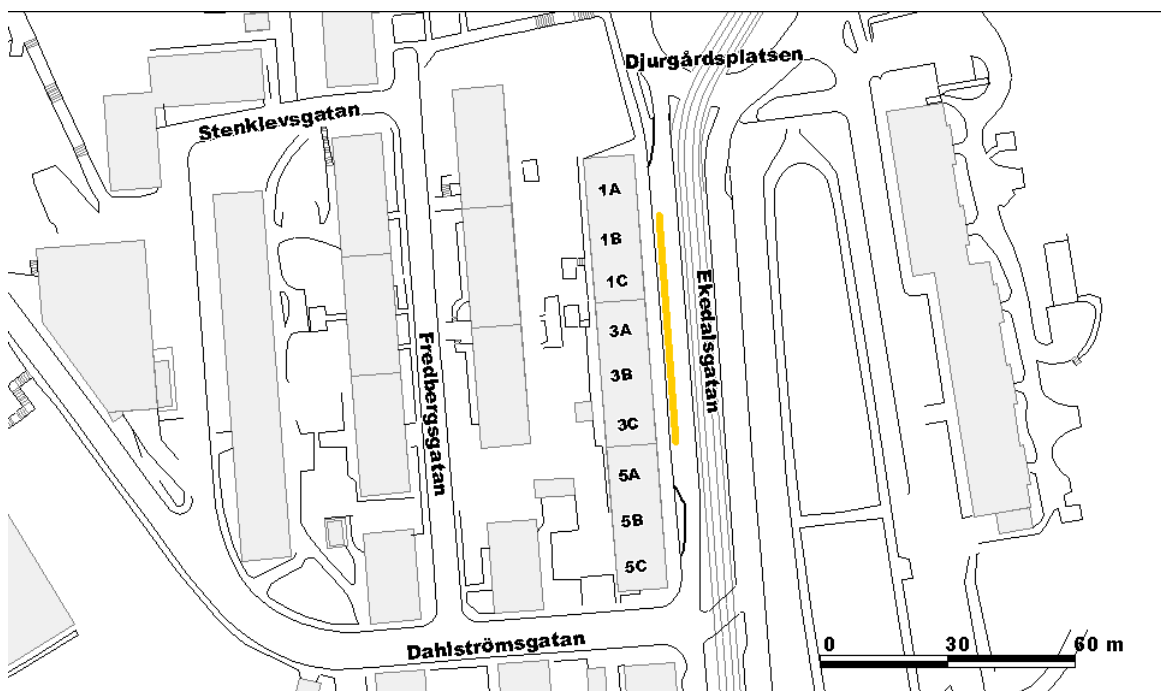 Djurgårdsplatsen
Stenklevsgatan
1A
1B
1C
3A
3B
3C
5A
5B
5C
Ekedalsgatan
Fredbergsgatan
Dahlströmsgatan
0 30 60 m